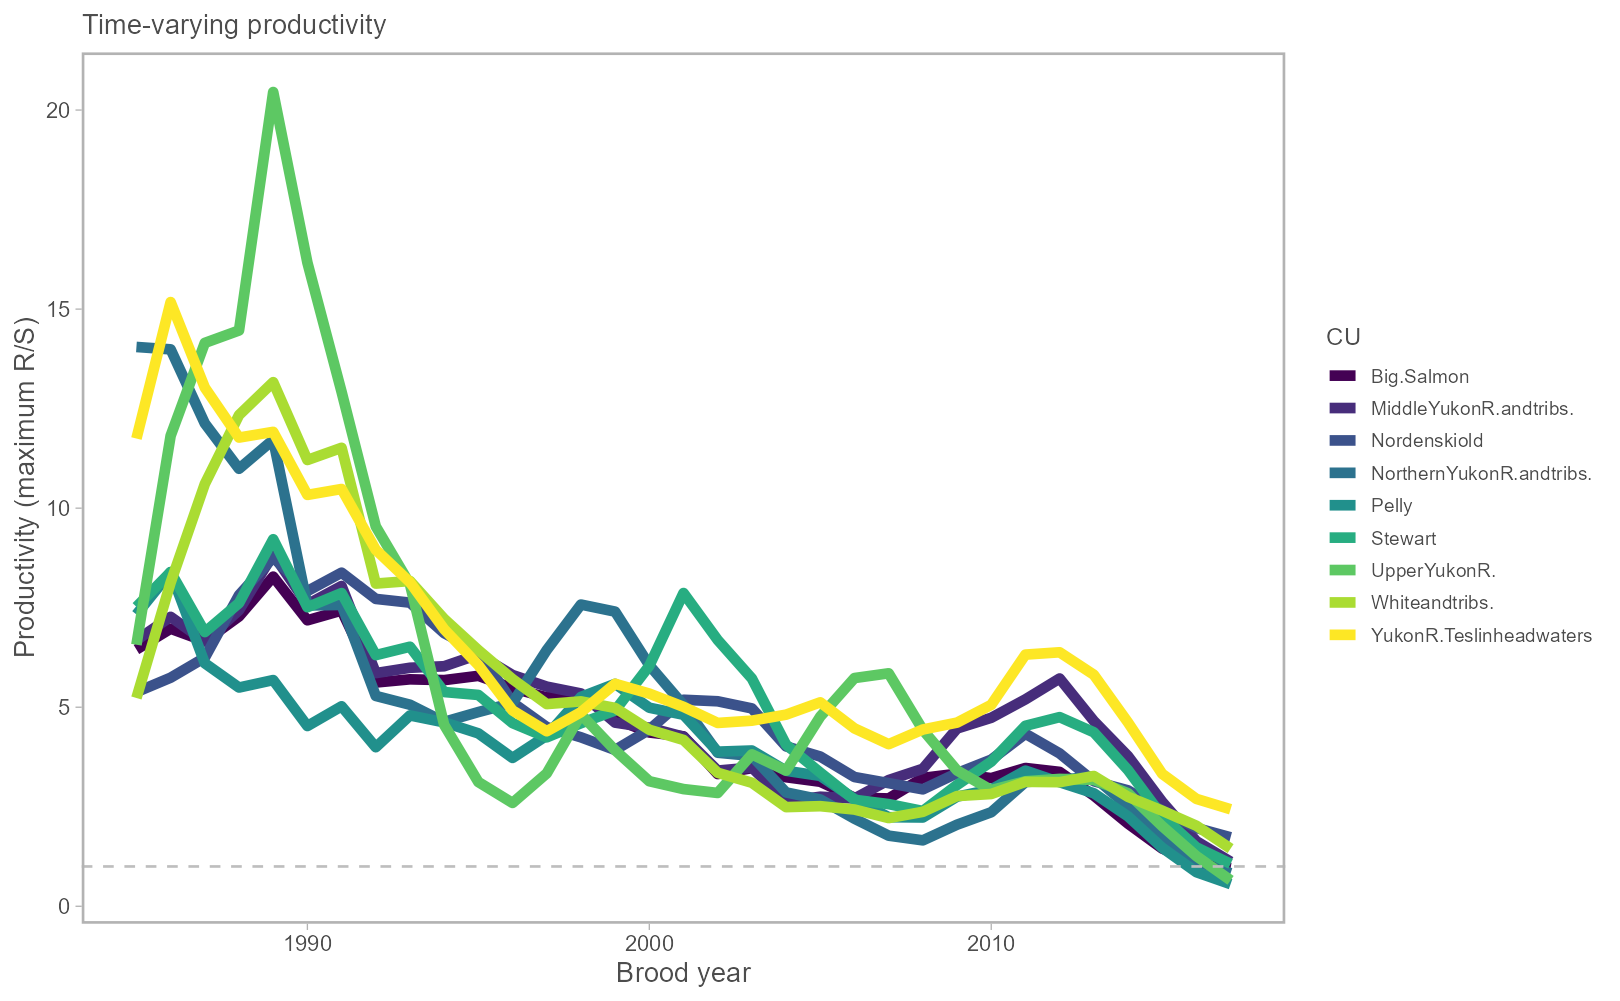 Time-varying productivity
Productivity (maximum R/S)
20
15
10
5
0
1990
2000
2010
Brood year
CU
Big.Salmon
MiddleYukonR.andtribs.
Nordenskiold
NorthernYukonR.andtribs.
Pelly
Stewart
UpperYukonR.
Whiteandtribs.
YukonR.Teslinheadwaters